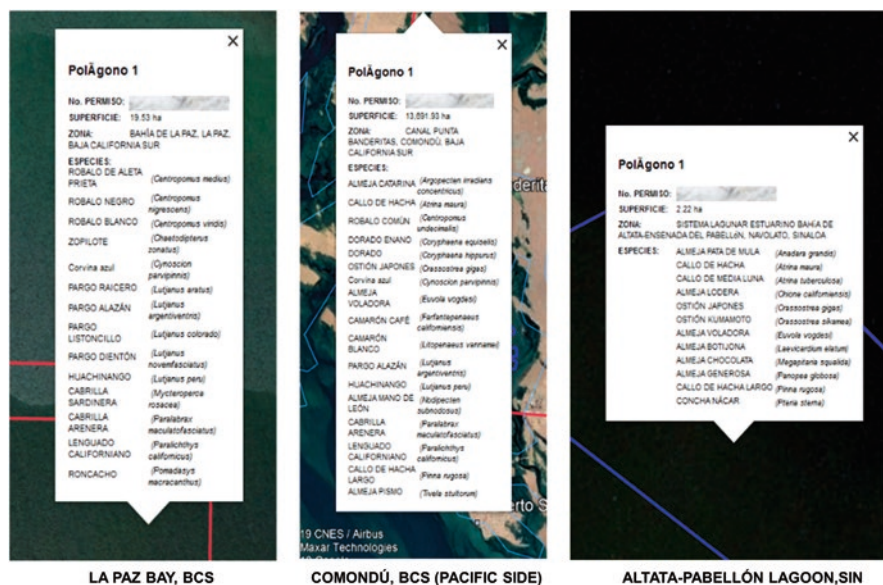 ×
PolÃgono 1
No. PERMISO:
SUPERFICIE: 19.53 ha
ZONA: BAHÍA DE LA PAZ, LA PAZ,
BAJA CALIFORNIA SUR
ESPECIES:
ROBALO DE ALETA
PRIETA (Centropomus medius)
ROBALO NEGRO (Centropomus
nigrescens)
ROBALO BLANCO (Centropomus viridis)
ZOPILOTE (Chaetodipterus
zonatus)
Corvina azul (Cynoscion
parvipinnis)
PARGO RAICERO (Lutjanus aratus)
PARGO ALAZÁN (Lutjanus
argentiventris)
PARGO
LISTONCILLO (Lutjanus colorado)
PARGO DIENTÓN (Lutjanus
novemfasciatus)
HUACHINANGO (Lutjanus peru)
CABRILLA
SARDINERA (Mycteroperca
rosacea)
CABRILLA
ARENERA (Paralabrax
maculatofasciatus)
LENGUADO
CALIFORNIANO (Paralichthys
californicus)
RONCACHO (Pomadasys
macracanthus)
LA PAZ BAY, BCS
×
PolÃgono 1
No. PERMISO:
SUPERFICIE: 13,691.93 ha
ZONA: CANAL PUNTA
BANDERITAS, COMONDÚ, BAJA
CALIFORNIA SUR
ESPECIES:
ALMEJA CATARINA (Argopecten irradians
concentricus)
CALLO DE HACHA (Atrina maura)
ROBALO COMÚN (Centropomus
undecimalis)
DORADO ENANO (Coryphaena equiselis)
DORADO (Coryphaena hippurus)
OSTIÓN JAPONES (Crassostrea gigas)
Corvina azul (Cynoscion parvipinnis)
ALMEJA
VOLADORA (Euvola vogdesi)
CAMARÓN CAFÉ (Farfantepenaeus
californiensis)
CAMARÓN
BLANCO (Litopenaeus vannamei)
PARGO ALAZÁN (Lutjanus
argentiventris)
HUACHINANGO (Lutjanus peru)
ALMEJA MANO DE
LEÓN (Nodipecten
subnodosus)
CABRILLA
ARENERA (Paralabrax
maculatofasciatus)
LENGUADO
CALIFORNIANO (Paralichthys
californicus)
CALLO DE HACHA
LARGO (Pinna rugosa)
ALMEJA PISMO (Tivela stultorum)
derita
erto S
19 CNES / Airbus
Maxar Technologies
COMONDÚ, BCS (PACIFIC SIDE)
×
PolÃgono 1
No. PERMISO:
SUPERFICIE: 2.22 ha
ZONA: SISTEMA LAGUNAR ESTUARINO BAHÍA DE
ALTATA-ENSENADA DEL PABELLóN, NAVOLATO, SINALOA
ESPECIES: ALMEJA PATA DE MULA (Anadara grandis)
CALLO DE HACHA (Atrina maura)
CALLO DE MEDIA LUNA (Atrina tuberculosa)
ALMEJA LODERA (Chione californiensis)
OSTIÓN JAPONES (Crassostrea gigas)
OSTIÓN KUMAMOTO (Crassostrea sikamea)
ALMEJA VOLADORA (Euvola vogdesi)
ALMEJA BOTIJONA (Laevicardium elatum)
ALMEJA CHOCOLATA (Megapitaria squalida)
ALMEJA GENEROSA (Panopea globosa)
CALLO DE HACHA LARGO (Pinna rugosa)
CONCHA NÁCAR (Pteria sterna)
ALTATA-PABELLÓN LAGOON,SIN